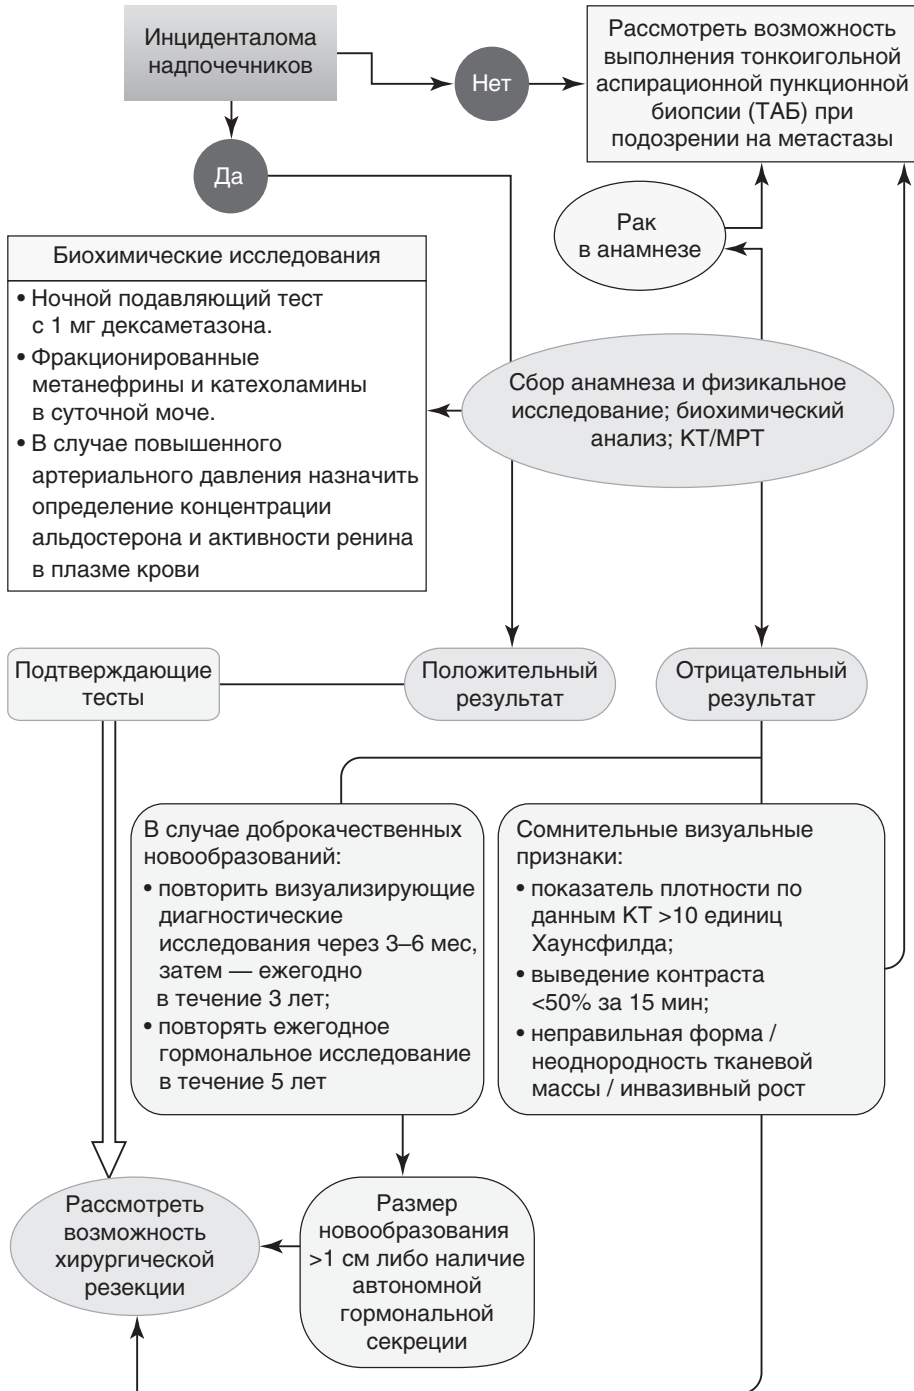 Инциденталома
надпочечников
Нет
Рассмотреть возможность
выполнения тонкоигольной
аспирационной пункционной
биопсии (ТАБ) при
подозрении на метастазы
Да
Рак
в анамнезе
Биохимические исследования
• Ночной подавляющий тест
с 1 мг дексаметазона.
• Фракционированные
метанефрины и катехоламины
в суточной моче.
• В случае повышенного
артериального давления назначить
определение концентрации
альдостерона и активности ренина
в плазме крови
Сбор анамнеза и физикальное
исследование; биохимический
анализ; КТ/МРТ
Подтверждающие
тесты
Положительный
результат
Отрицательный
результат
В случае доброкачественных
новообразований:
• повторить визуализирующие
диагностические
исследования через 3–6 мес,
затем — ежегодно
в течение 3 лет;
• повторять ежегодное
гормональное исследование
в течение 5 лет
Сомнительные визуальные
признаки:
• показатель плотности по
данным КТ >10 единиц
Хаунсфилда;
• выведение контраста
<50% за 15 мин;
• неправильная форма /
неоднородность тканевой
массы / инвазивный рост
Рассмотреть
возможность
хирургической
резекции
Размер
новообразования
>1 см либо наличие
автономной
гормональной
секреции